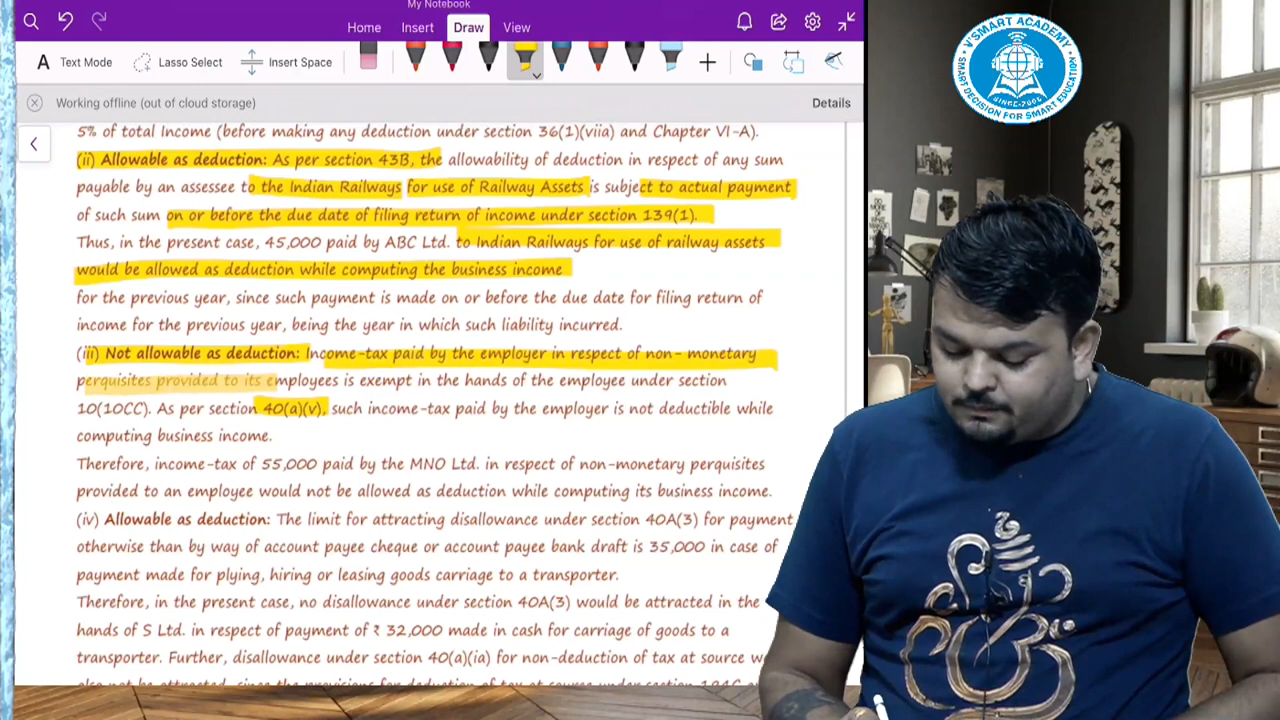 My Notebook
Home Insert Draw View
A Text Mode Lasso Select Insert Space
Working offline (out of cloud storage) Details
5% of total Income (before making any deduction under section 36(1)(viia) and Chapter VI-A).
(ii) Allowable as deduction: As per section 43B, the allowability of deduction in respect of any sum
payable by an assessee to the Indian Railways for use of Railway Assets is subject to actual payment
of such sum on or before the due date of filing return of income under section 139(1).
Thus, in the present case, 45,000 paid by ABC Ltd. to Indian Railways for use of railway assets
would be allowed as deduction while computing the business income
for the previous year, since such payment is made on or before the due date for filing return of
income for the previous year, being the year in which such liability incurred.
(iii) Not allowable as deduction: Income-tax paid by the employer in respect of non- monetary
perquisites provided to its employees is exempt in the hands of the employee under section
10(10CC). As per section 40(a)(v), such income-tax paid by the employer is not deductible while
computing business income.
Therefore, income-tax of 55,000 paid by the MNO Ltd. in respect of non-monetary perquisites
provided to an employee would not be allowed as deduction while computing its business income.
(iv) Allowable as deduction: The limit for attracting disallowance under section 40A(3) for payment
otherwise than by way of account payee cheque or account payee bank draft is 35,000 in case of
payment made for plying, hiring or leasing goods carriage to a transporter.
Therefore, in the present case, no disallowance under section 40A(3) would be attracted in the
hands of S Ltd. in respect of payment of ₹ 32,000 made in cash for carriage of goods to a
transporter. Further, disallowance under section 40(a)(ia) for non-deduction of tax at source
V'SMART ACADEMY
SMART DECISION FOR SMART EDUCATION
DO
MORE
OF
WHAT